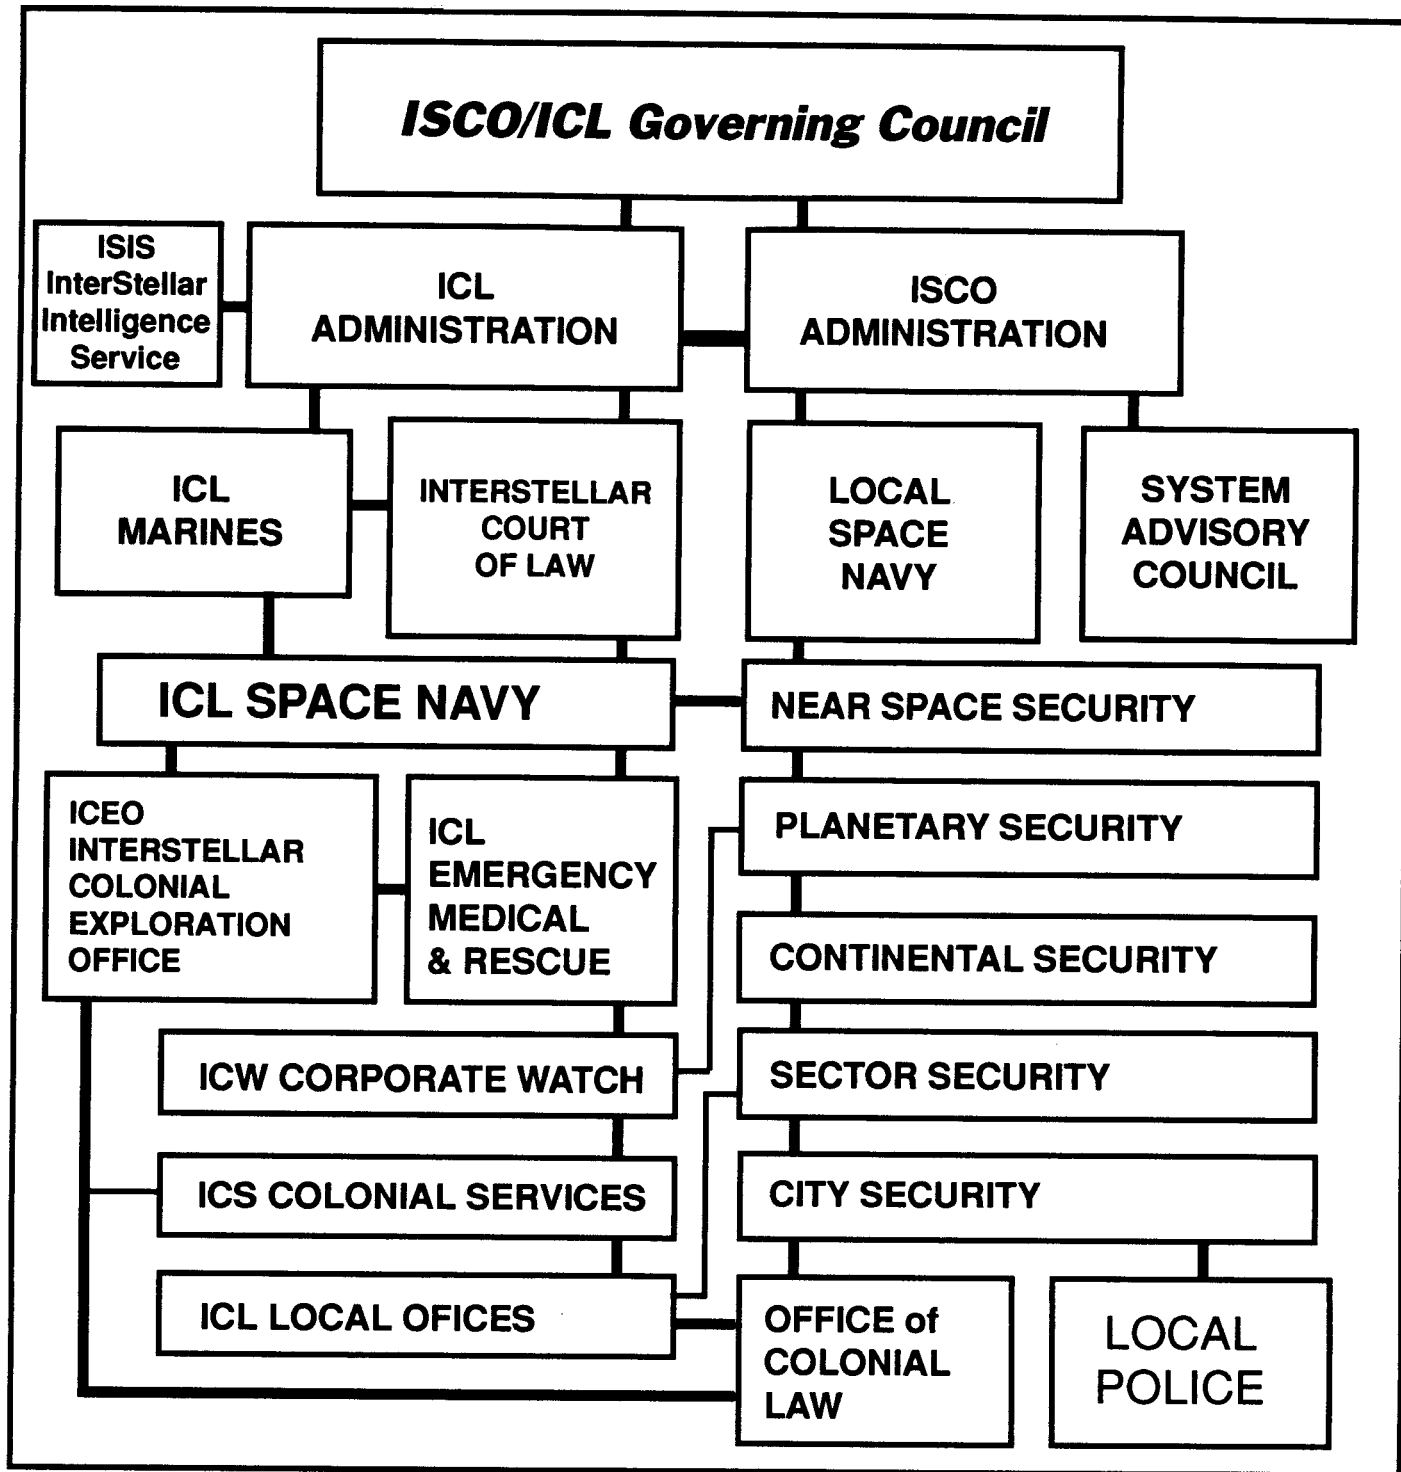 ISCO/ICL Governing Council
ISIS
InterStellar
Intelligence
Service
ICL
ADMINISTRATION
ISCO
ADMINISTRATION
ICL
MARINES
INTERSTELLAR
COURT
OF LAW
LOCAL
SPACE
NAVY
SYSTEM
ADVISORY
COUNCIL
ICL SPACE NAVY
NEAR SPACE SECURITY
ICEO
INTERSTELLAR
COLONIAL
EXPLORATION
OFFICE
ICL
EMERGENCY
MEDICAL
& RESCUE
PLANETARY SECURITY
CONTINENTAL SECURITY
ICW CORPORATE WATCH
SECTOR SECURITY
ICS COLONIAL SERVICES
CITY SECURITY
ICL LOCAL OFICES
OFFICE of
COLONIAL
LAW
LOCAL
POLICE